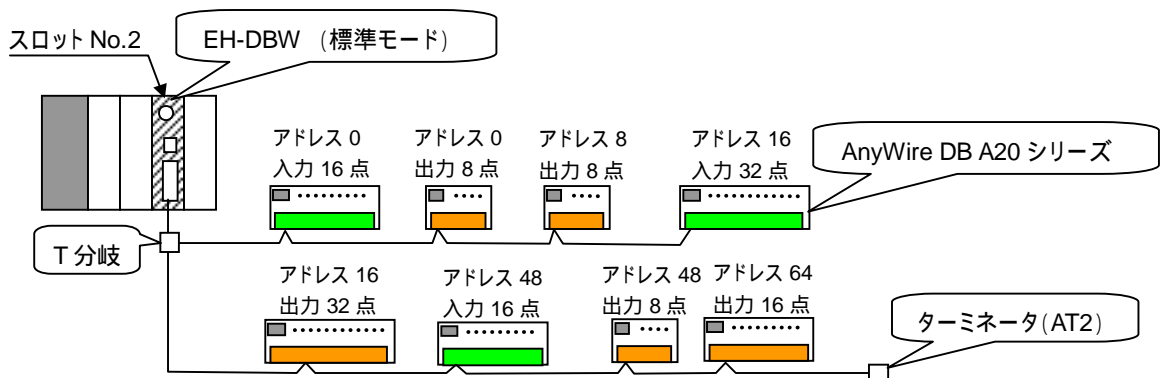 スロット No.2
EH-DBW (標準モード)
アドレス 0
入力 16 点
アドレス 0
出力 8 点
アドレス 8
出力 8 点
アドレス 16
入力 32 点
AnyWire DB A20 シリーズ
T 分岐
アドレス 16
出力 32 点
アドレス 48
入力 16 点
アドレス 48
出力 8 点
アドレス 64
出力 16 点
ターミネータ(AT2)